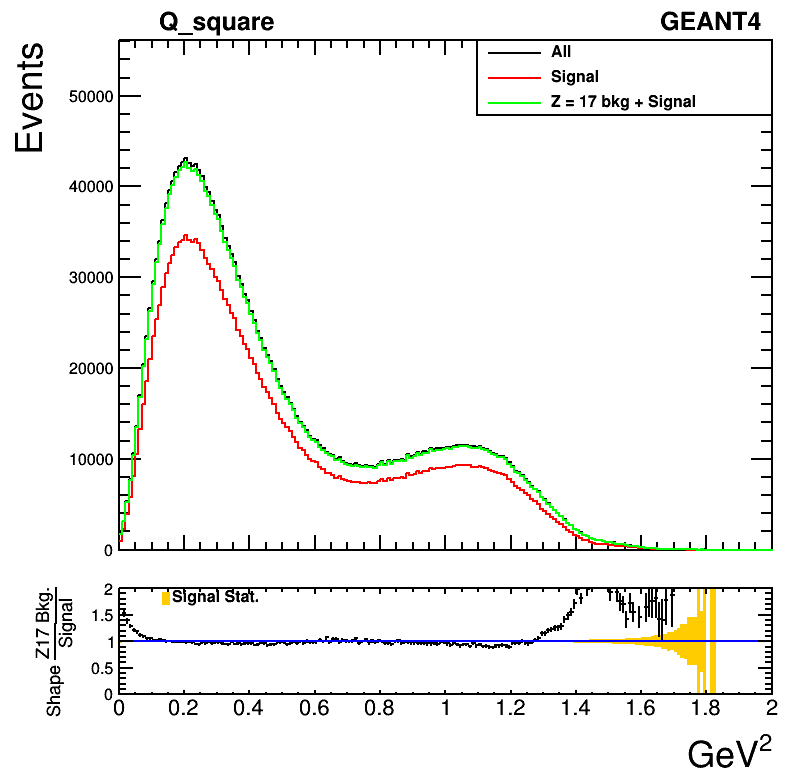 Q_square GEANT4
Events
All
Signal
Z = 17 bkg + Signal
50000
40000
30000
20000
10000
0
Shape Z17 Bkg. / Signal
Signal Stat.
2
1.5
1
0.5
0
0 0.2 0.4 0.6 0.8 1 1.2 1.4 1.6 1.8 2
GeV²